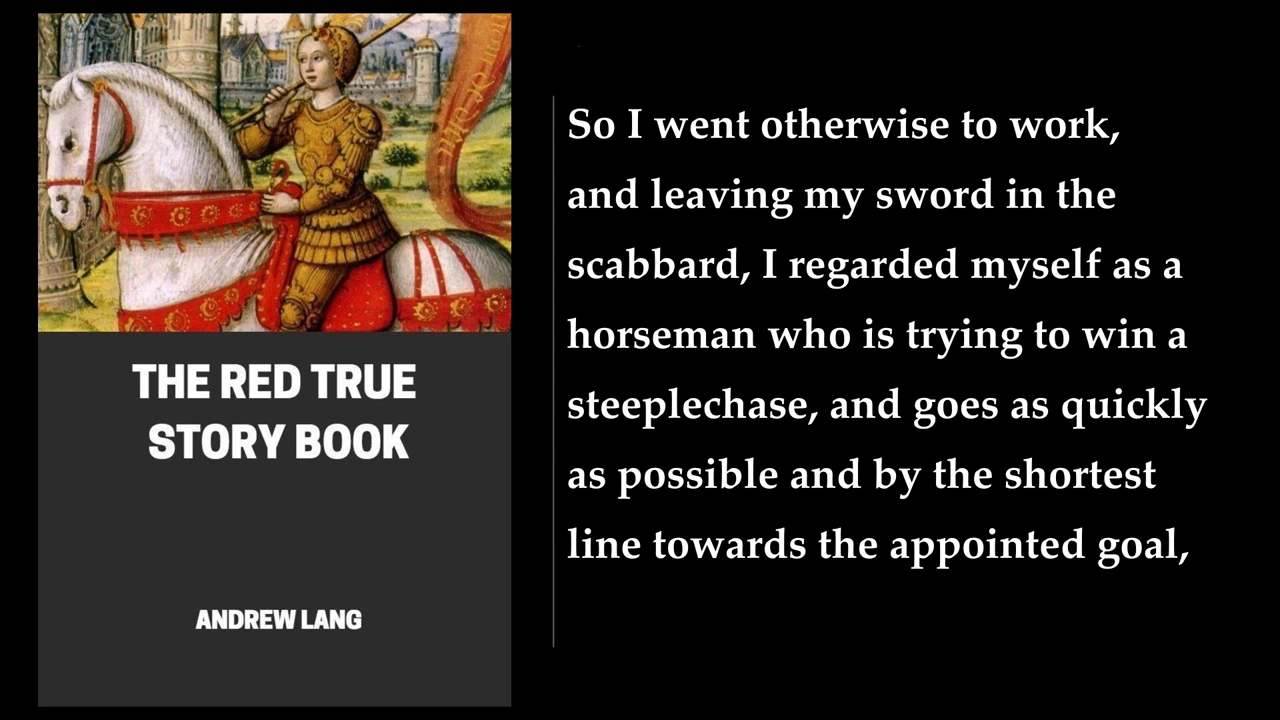 THE RED TRUE
STORY BOOK
ANDREW LANG
So I went otherwise to work,
and leaving my sword in the
scabbard, I regarded myself as a
horseman who is trying to win a
steeplechase, and goes as quickly
as possible and by the shortest
line towards the appointed goal,